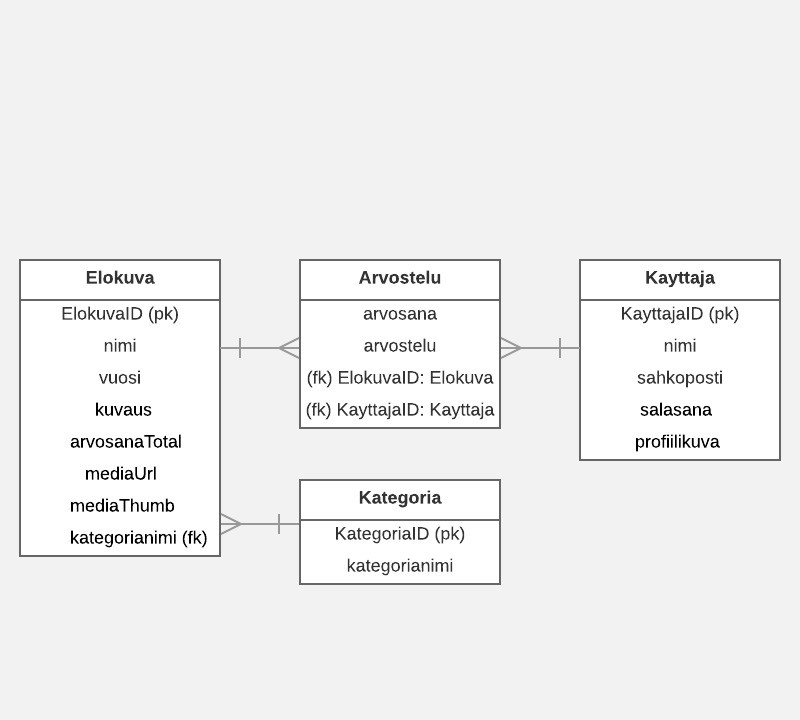 Elokuva
ElokuvaID (pk)
nimi
vuosi
kuvaus
arvosanaTotal
mediaUrl
mediaThumb
kategorianimi (fk)
Arvostelu
arvosana
arvostelu
(fk) ElokuvaID: Elokuva
(fk) KayttajaID: Kayttaja
Kayttaja
KayttajaID (pk)
nimi
sahkoposti
salasana
profiilikuva
Kategoria
KategoriaID (pk)
kategorianimi